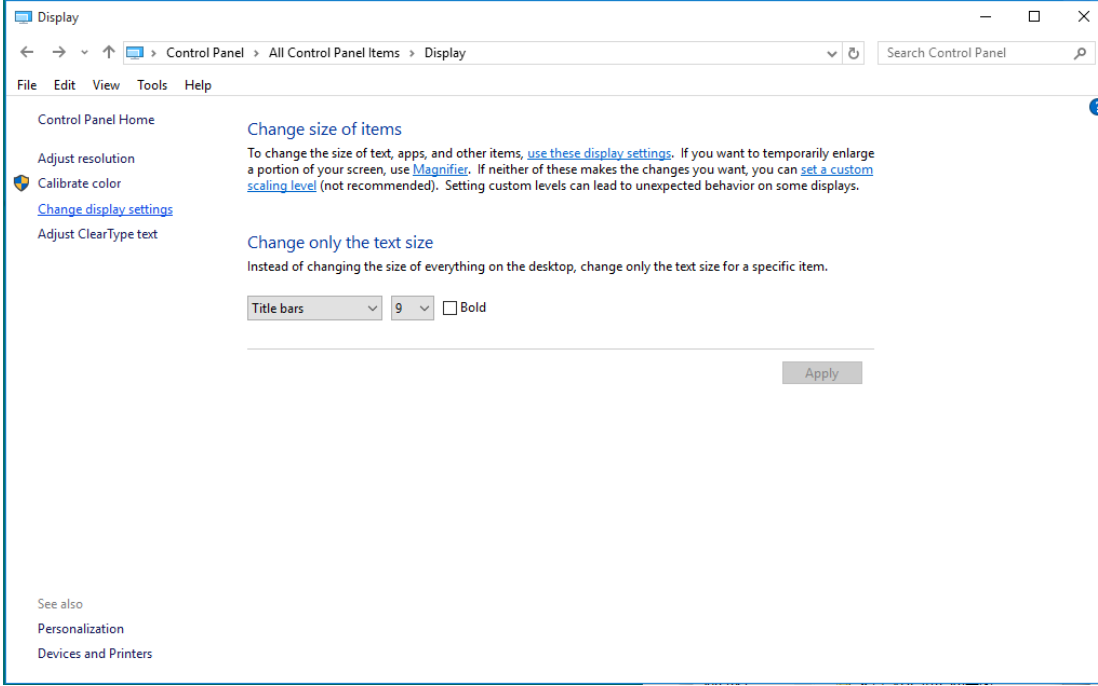 Display
Control Panel > All Control Panel Items > Display
Search Control Panel
File Edit View Tools Help
Control Panel Home
Adjust resolution
Calibrate color
Change display settings
Adjust ClearType text
Change size of items
To change the size of text, apps, and other items, use these display settings. If you want to temporarily enlarge
a portion of your screen, use Magnifier. If neither of these makes the changes you want, you can set a custom
scaling level (not recommended). Setting custom levels can lead to unexpected behavior on some displays.
Change only the text size
Instead of changing the size of everything on the desktop, change only the text size for a specific item.
Title bars 9 Bold
Apply
See also
Personalization
Devices and Printers